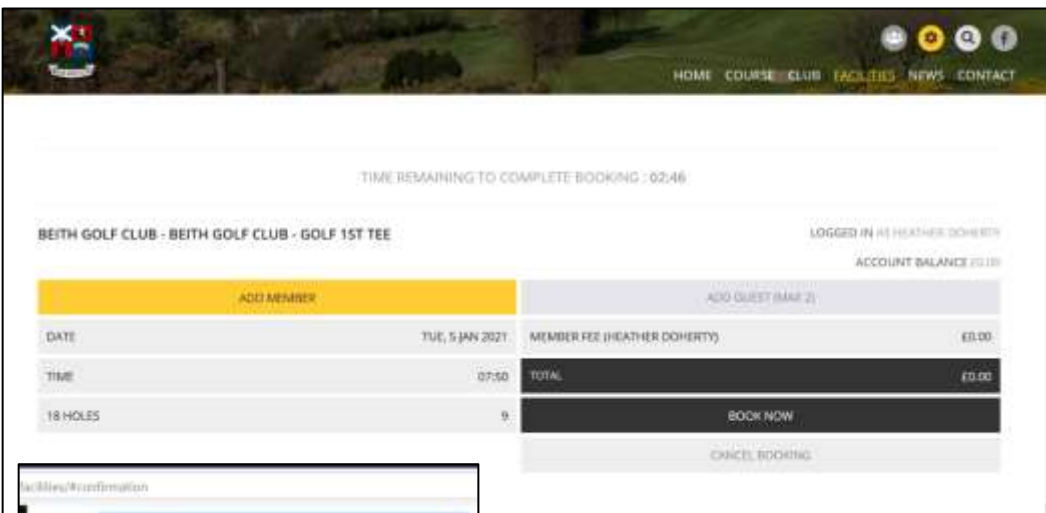 HOME COURSE CLUB FACILITIES NEWS CONTACT
TIME REMAINING TO COMPLETE BOOKING : 02:46
BEITH GOLF CLUB - BEITH GOLF CLUB - GOLF 1ST TEE
LOGGED IN AS HEATHER DOHERTY
ACCOUNT BALANCE £0.00
ADD MEMBER
ADD GUEST (MAX 2)
DATE TUE, 5 JAN 2021
MEMBER FEE (HEATHER DOHERTY) £0.00
TIME 07:50
TOTAL £0.00
18 HOLES 9
BOOK NOW
CANCEL BOOKING
facilities/#confirmation